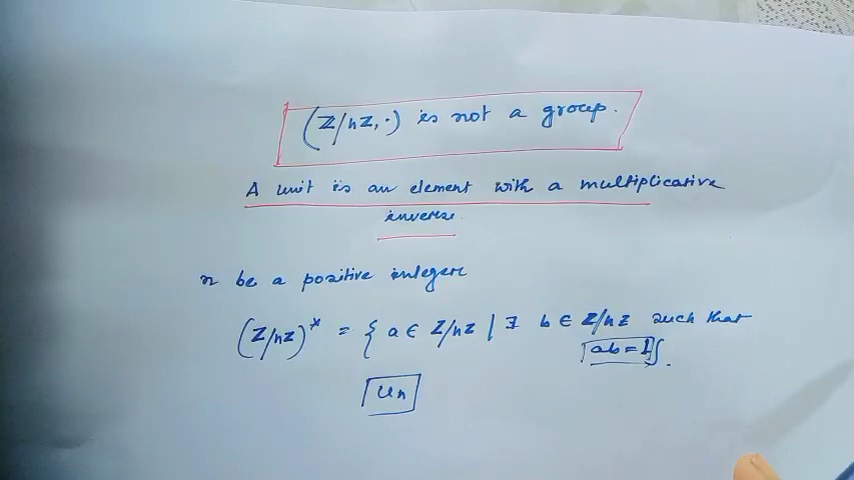 (Z/nZ, ·) is not a group.
A unit is an element with a multiplicative
inverse.
n be a positive integer
(Z/nZ)* = { a ∈ Z/nZ | ∃ b ∈ Z/nZ such that
ab = 1}.
Un